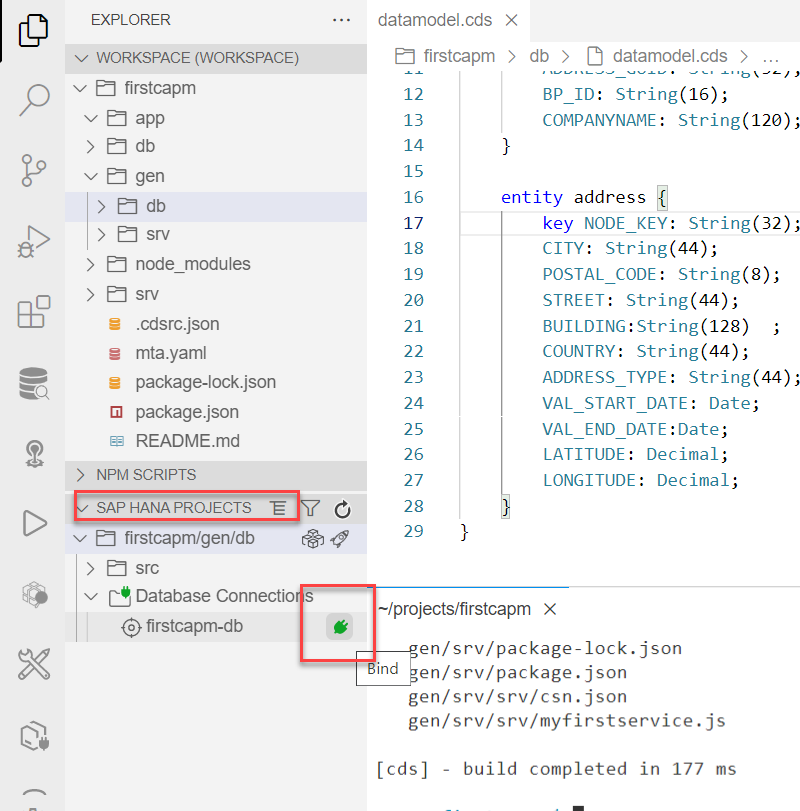 EXPLORER
WORKSPACE (WORKSPACE)
firstcapm
app
db
gen
db
srv
node_modules
srv
.cdsrc.json
mta.yaml
package-lock.json
package.json
README.md
NPM SCRIPTS
SAP HANA PROJECTS
firstcapm/gen/db
src
Database Connections
firstcapm-db
Bind
datamodel.cds
firstcapm > db > datamodel.cds > ...
11 ADDRESS_GUID: String(32);
12 BP_ID: String(16);
13 COMPANYNAME: String(120);
14 }
15
16 entity address {
17 key NODE_KEY: String(32);
18 CITY: String(44);
19 POSTAL_CODE: String(8);
20 STREET: String(44);
21 BUILDING:String(128)  ;
22 COUNTRY: String(44);
23 ADDRESS_TYPE: String(44);
24 VAL_START_DATE: Date;
25 VAL_END_DATE:Date;
26 LATITUDE: Decimal;
27 LONGITUDE: Decimal;
28 }
29 }
~/projects/firstcapm
gen/srv/package-lock.json
gen/srv/package.json
gen/srv/srv/csn.json
gen/srv/srv/myfirstservice.js
[cds] - build completed in 177 ms